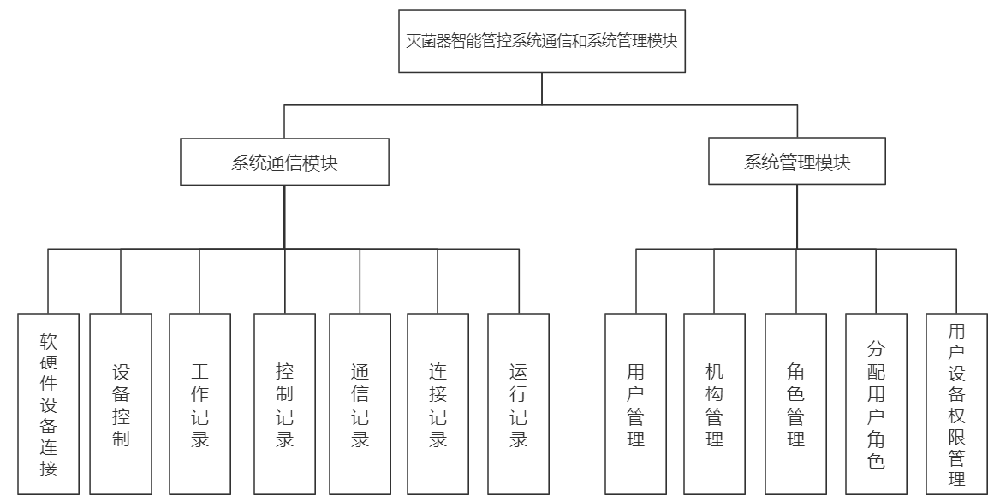 灭菌器智能管控系统通信和系统管理模块
系统通信模块
系统管理模块
软硬件设备连接
设备控制
工作记录
控制记录
通信记录
连接记录
运行记录
用户管理
机构管理
角色管理
分配用户角色
用户设备权限管理